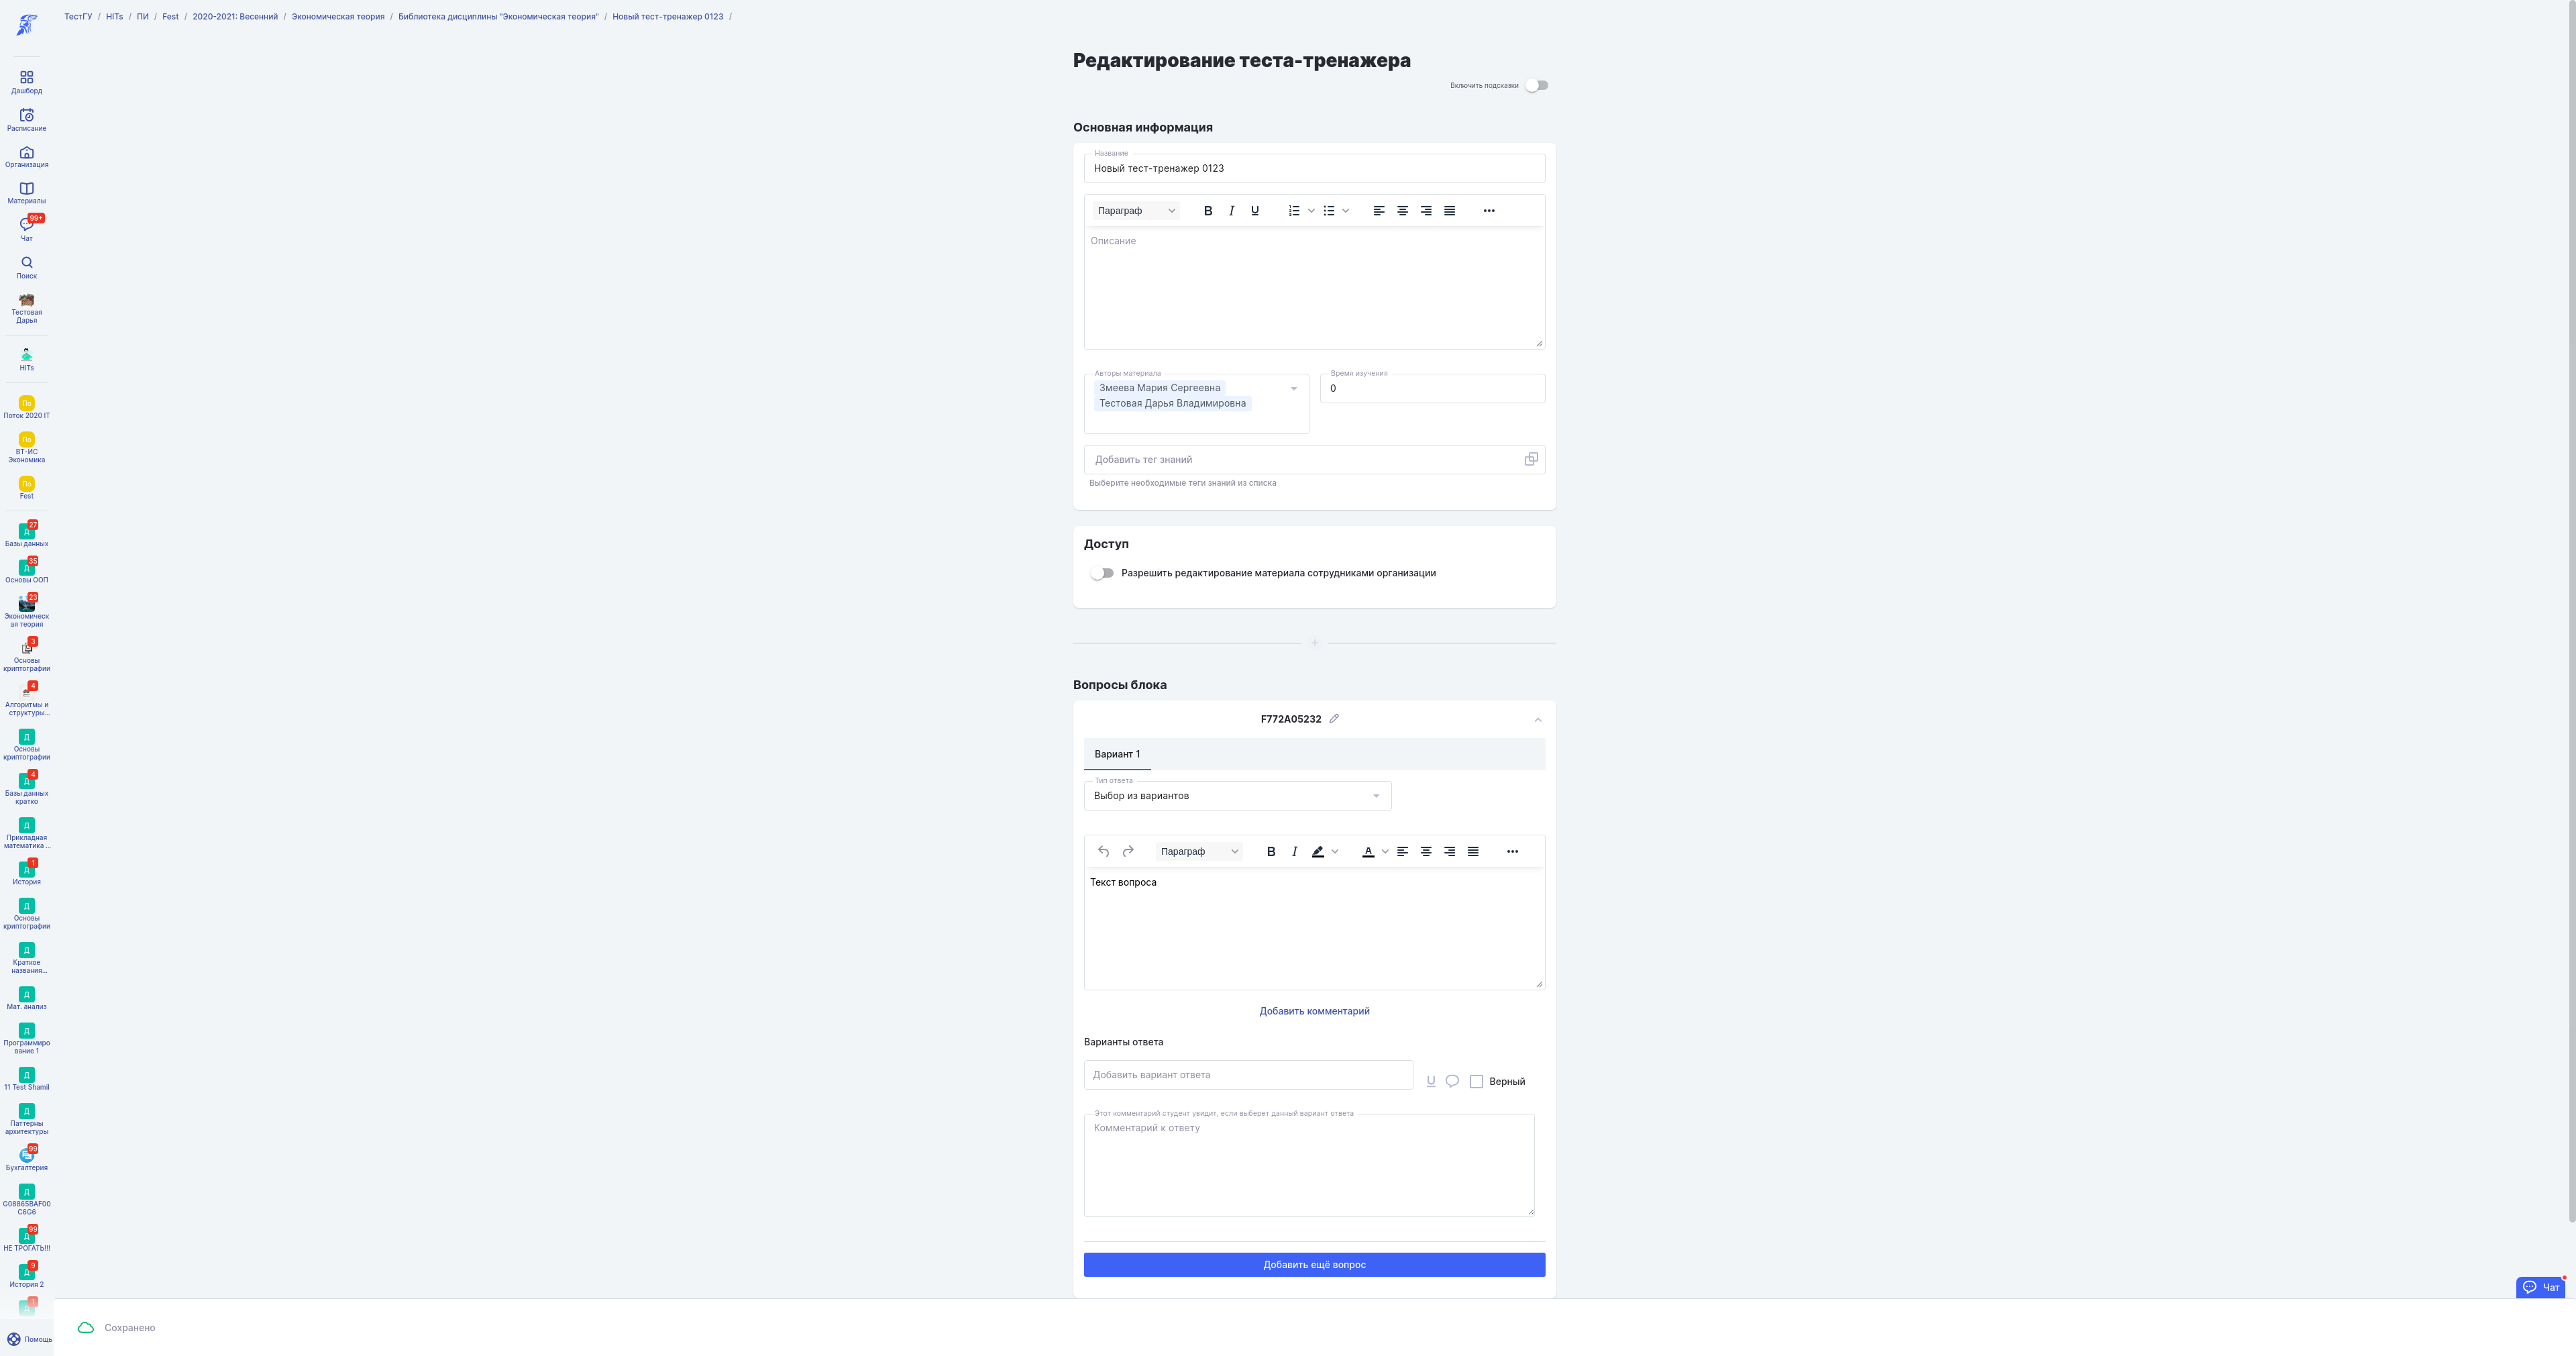 ТестГУ / HITs / ПИ / Fest / 2020-2021: Весенний / Экономическая теория / Библиотека дисциплины "Экономическая теория" / Новый тест-тренажер 0123 /
Дашборд
Расписание
Организация
Материалы
99+
Чат
Поиск
Тестовая
Дарья
HITs
По
Поток 2020 IT
По
ВТ-ИС
Экономика
По
Fest
27
Д
Базы данных
35
Д
Основы ООП
23
Экономическ
ая теория
3
Основы
криптографии
4
Алгоритмы и
структуры...
Д
Основы
криптографии
4
Д
Базы данных
кратко
Д
Прикладная
математика ...
1
Д
История
Д
Основы
криптографии
Д
Краткое
названия...
Д
Мат. анализ
Д
Программиро
вание 1
Д
11 Test Shamil
Д
Паттерны
архитектуры
99
Бухгалтерия
Д
G08865BAF00
C6G6
99
Д
НЕ ТРОГАТЬ!!!
9
Д
История 2
1
Д
Помощь
Редактирование теста-тренажера
Включить подсказки
Основная информация
Название
Новый тест-тренажер 0123
Параграф B I U
Описание
Авторы материала
Змеева Мария Сергеевна
Тестовая Дарья Владимировна
Время изучения
0
Добавить тег знаний
Выберите необходимые теги знаний из списка
Доступ
Разрешить редактирование материала сотрудниками организации
Вопросы блока
F772A05232
Вариант 1
Тип ответа
Выбор из вариантов
Параграф B I A
Текст вопроса
Добавить комментарий
Варианты ответа
Добавить вариант ответа
Верный
Этот комментарий студент увидит, если выберет данный вариант ответа
Комментарий к ответу
Добавить ещё вопрос
Чат
Сохранено